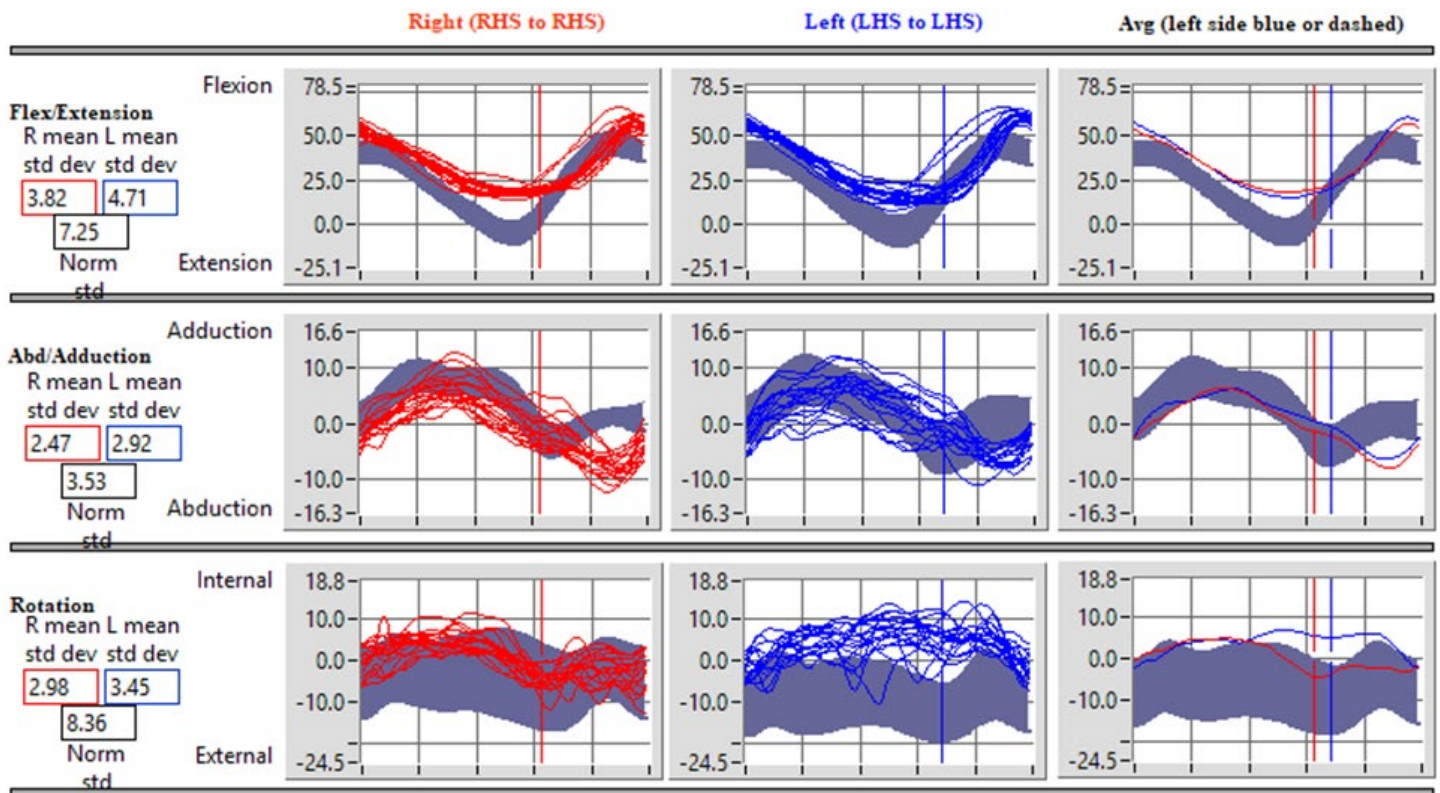 Right (RHS to RHS) Left (LHS to LHS) Avg (left side blue or dashed)
Flexion 78.5 78.5 78.5
Flex/Extension
R mean L mean 50.0 50.0 50.0
std dev std dev
3.82 4.71 25.0 25.0 25.0
7.25 0.0 0.0 0.0
Norm Extension -25.1 -25.1 -25.1
std
Adduction 16.6 16.6 16.6
Abd/Adduction 10.0 10.0 10.0
R mean L mean
std dev std dev
2.47 2.92 0.0 0.0 0.0
3.53 -10.0 -10.0 -10.0
Norm Abduction -16.3 -16.3 -16.3
std
Internal 18.8 18.8 18.8
Rotation 10.0 10.0 10.0
R mean L mean
std dev std dev 0.0 0.0 0.0
2.98 3.45 -10.0 -10.0 -10.0
8.36
Norm External -24.5 -24.5 -24.5
std